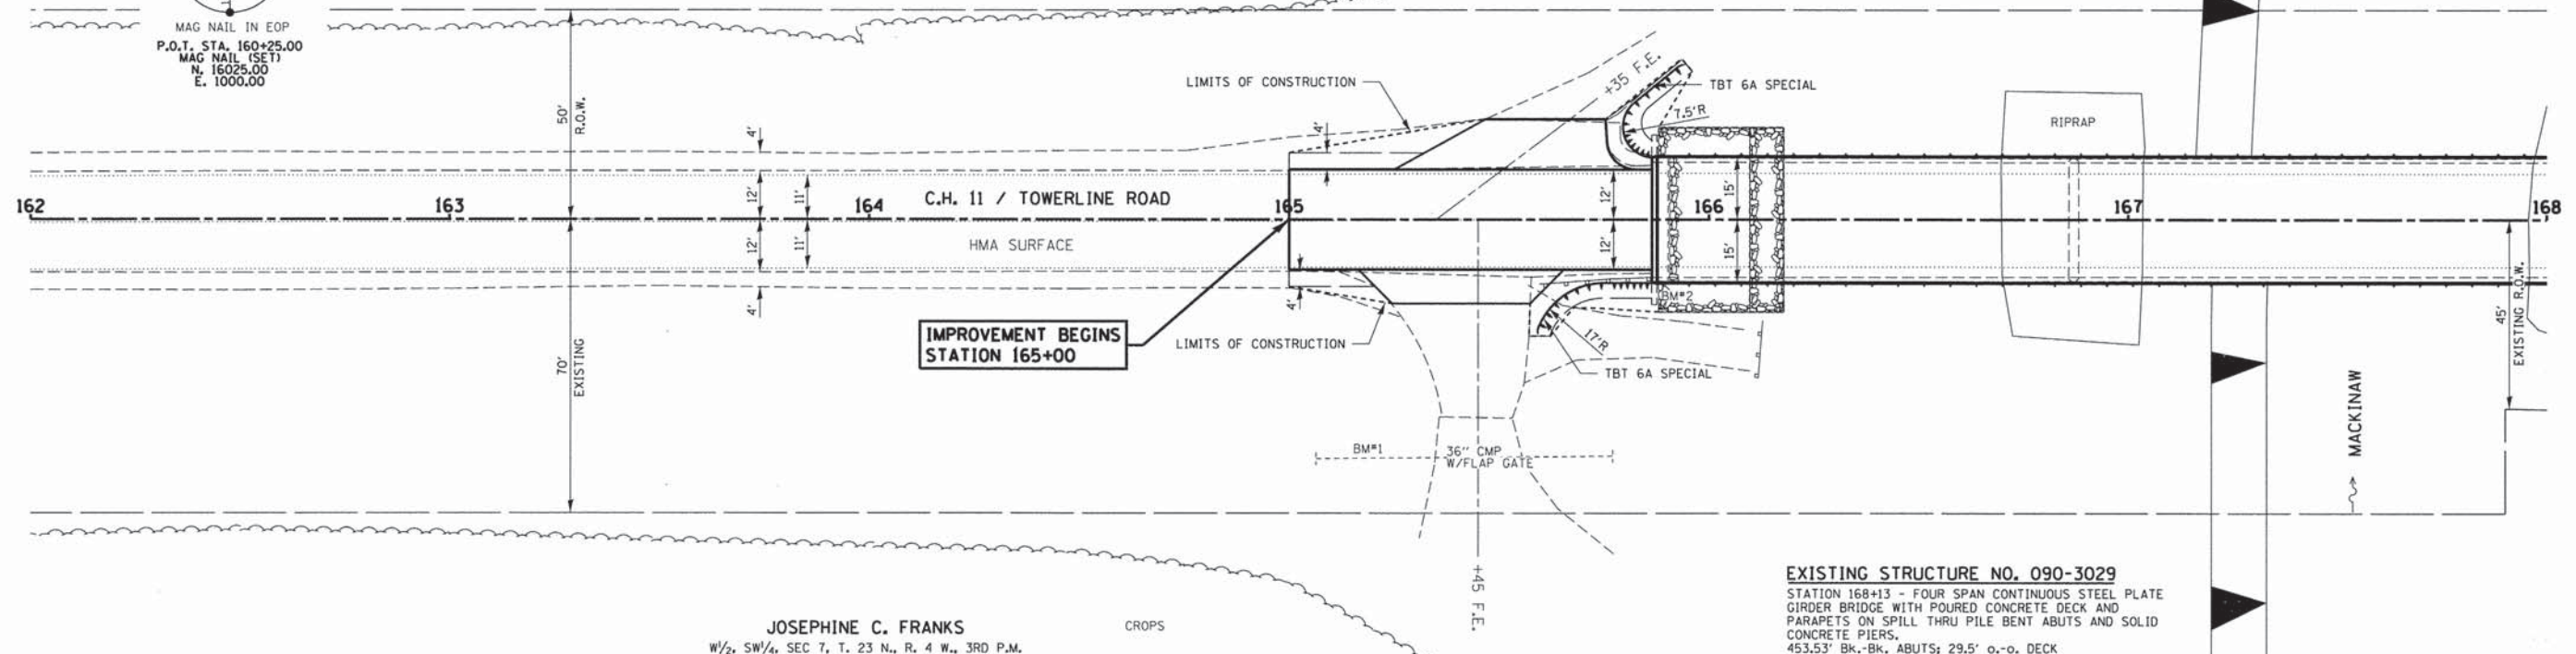 MAG NAIL IN EOP
P.O.T. STA. 160+25.00
MAG NAIL (SET)
N. 16025.00
E. 1000.00
50'
R.O.W.
LIMITS OF CONSTRUCTION
+35 F.E.
TBT 6A SPECIAL
7.5'R
RIPRAP
4'
4'
12'
11'
C.H. 11 / TOWERLINE ROAD
12'
15'
162
163
164
165
166
167
168
12'
11'
HMA SURFACE
12'
15'
4'
4'
BM#2
IMPROVEMENT BEGINS
STATION 165+00
LIMITS OF CONSTRUCTION
17'R
TBT 6A SPECIAL
70'
EXISTING
45'
EXISTING R.O.W.
MACKINAW
BM#1
36" CMP
W/FLAP GATE
+45 F.E.
JOSEPHINE C. FRANKS
W1/2, SW1/4, SEC 7, T. 23 N., R. 4 W., 3RD P.M.
CROPS
EXISTING STRUCTURE NO. 090-3029
STATION 168+13 - FOUR SPAN CONTINUOUS STEEL PLATE
GIRDER BRIDGE WITH POURED CONCRETE DECK AND
PARAPETS ON SPILL THRU PILE BENT ABUTS AND SOLID
CONCRETE PIERS.
453.53' BK.-BK. ABUTS; 29.5' o.-o. DECK